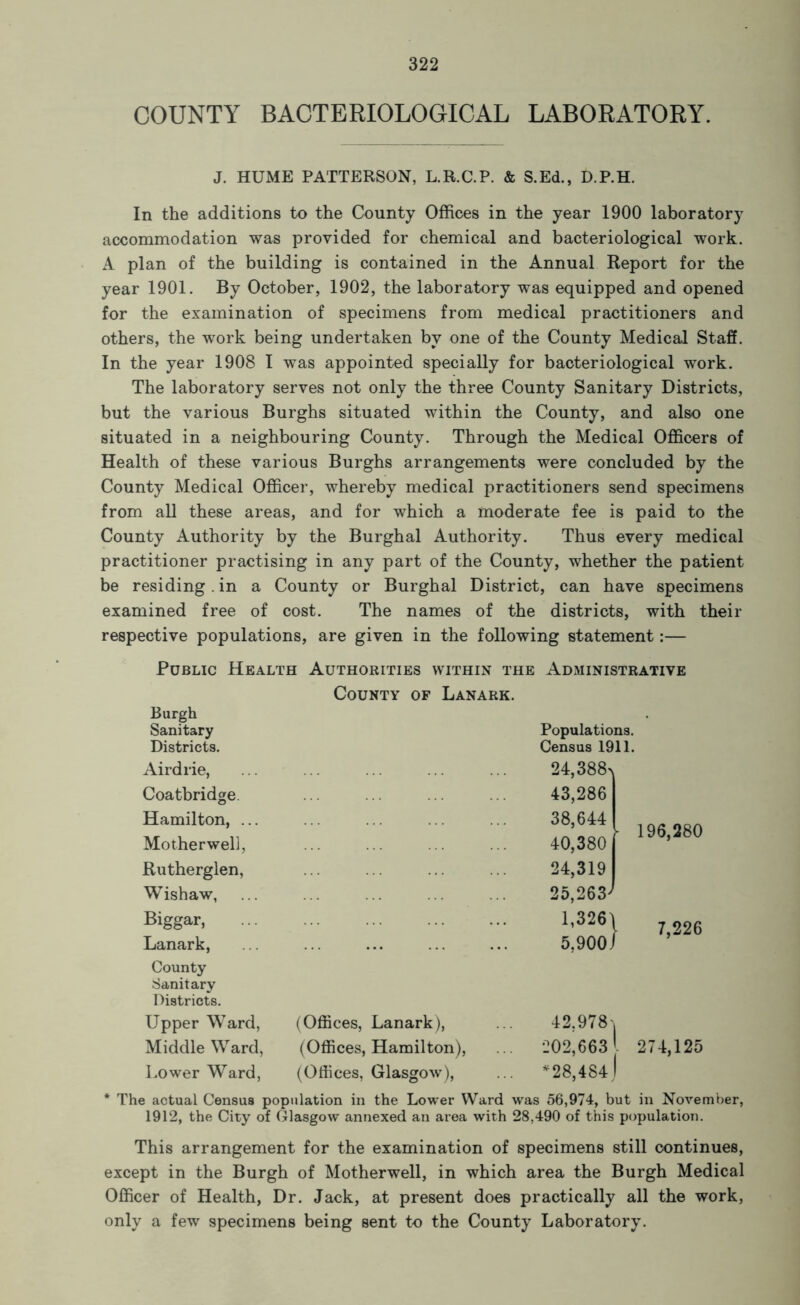 322
COUNTY BACTERIOLOGICAL LABORATORY.
J. HUME PATTERSON, L.R.C.P. & S.Ed., D.P.H.
In the additions to the County Offices in the year 1900 laboratory
accommodation was provided for chemical and bacteriological work.
A plan of the building is contained in the Annual Report for the
year 1901. By October, 1902, the laboratory was equipped and opened
for the examination of specimens from medical practitioners and
others, the work being undertaken by one of the County Medical Staff.
In the year 1908 I was appointed specially for bacteriological work.
The laboratory serves not only the three County Sanitary Districts,
but the various Burghs situated within the County, and also one
situated in a neighbouring County. Through the Medical Officers of
Health of these various Burghs arrangements were concluded by the
County Medical Officer, whereby medical practitioners send specimens
from all these areas, and for which a moderate fee is paid to the
County Authority by the Burghal Authority. Thus every medical
practitioner practising in any part of the County, whether the patient
be residing in a County or Burghal District, can have specimens
examined free of cost. The names of the districts, with their
respective populations, are given in the following statement:—
PUBLIC HEALTH AUTHORITIES WITHIN THE ADMINISTRATIVE
COUNTY OF LANARK.
Burgh
Sanitary Populations.
Districts. Census 1911.
Airdrie, ... ... ... ... ... 24,388
Coatbridge. ... ... ... ... 43,286
Hamilton, ... ... ... ... ... 38,644
196,280
Motherwell, ... ... ... ... 40,380
Rutherglen, ... ... ... ... 24,319
Wishaw, ... ... ... ... ... 25,263
Biggar, ... ... ... ... ... 1,326
7,226
Lanark, ... ... ... ... ... 5,900
County
Sanitary
Districts.
Upper Ward, (Offices, Lanark), ... 42,978
Middle Ward, (Offices, Hamilton), ... 202,663 274,125
Lower Ward, (Offices, Glasgow), ... *28,484
* The actual Census population in the Lower Ward was 56,974, but in November,
1912, the City of Glasgow annexed an area with 28,490 of this population.
This arrangement for the examination of specimens still continues,
except in the Burgh of Motherwell, in which area the Burgh Medical
Officer of Health, Dr. Jack, at present does practically all the work,
only a few specimens being sent to the County Laboratory.